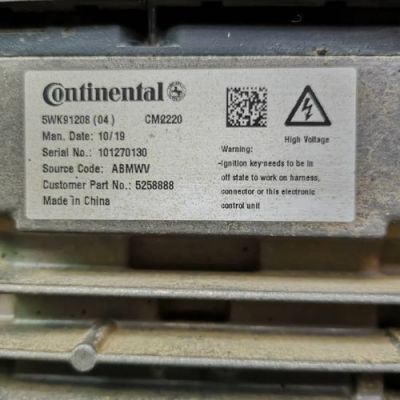 Continental
5WK91208 (04) CM2220
Man. Date: 10/19
Serial No.: 101270130
Source Code: ABMWV
Customer Part No.: 5258888
Made in China
High Voltage
Warning:
-Ignition key needs to be in
off state to work on harness,
connector or this electronic
control unit